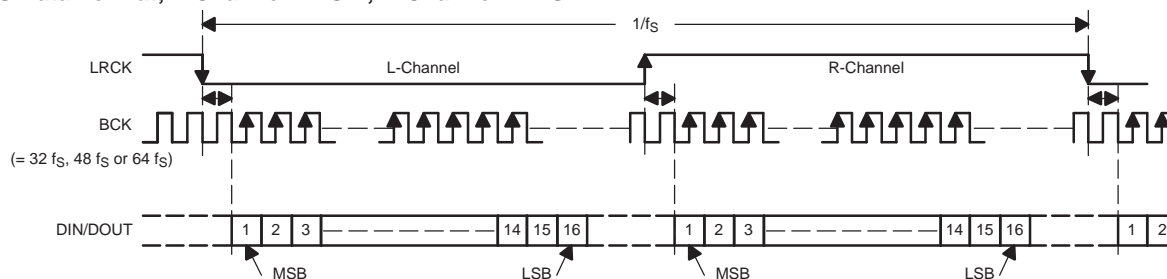 1/fS
LRCK
L-Channel
R-Channel
BCK
(= 32 fS, 48 fS or 64 fS)
DIN/DOUT
1 2 3 14 15 16 1 2 3 14 15 16 1 2
MSB LSB MSB LSB